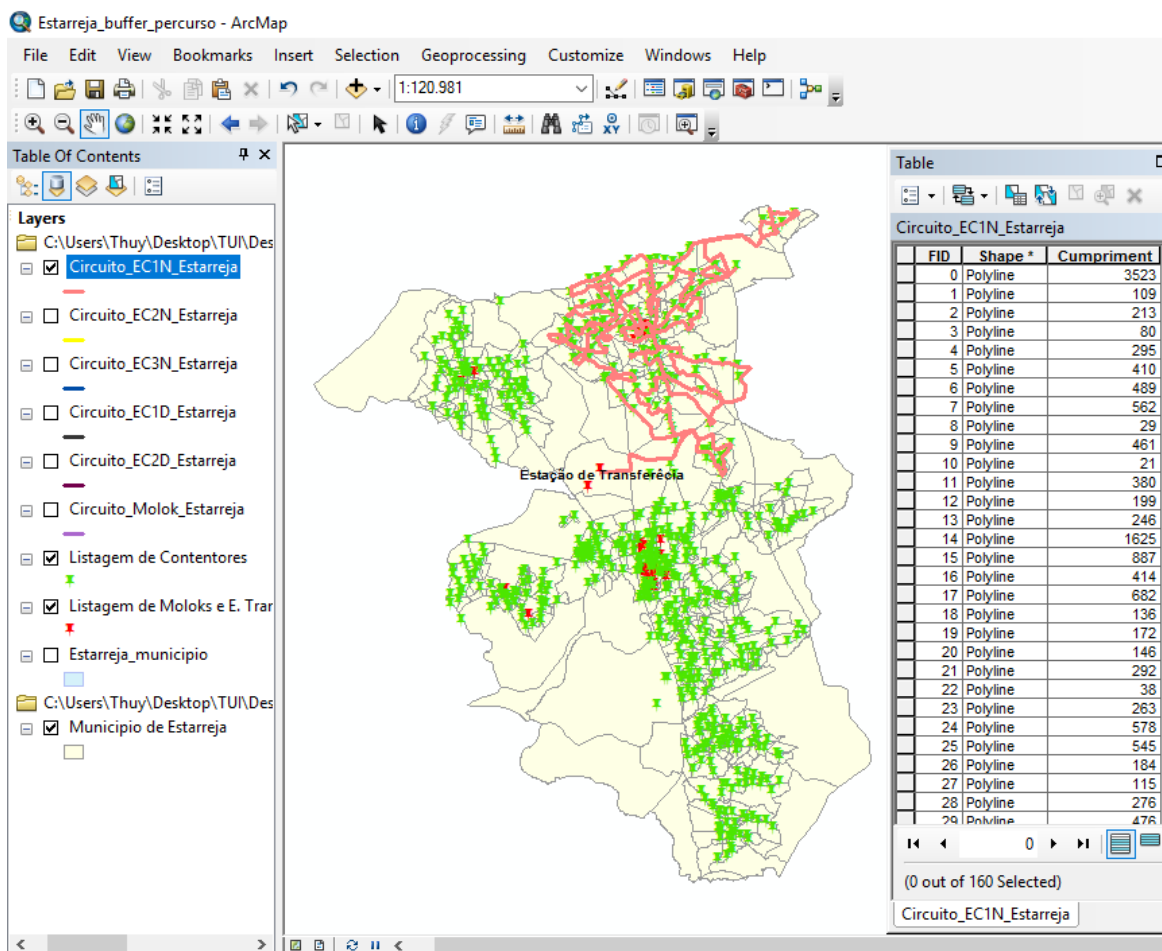 Estarreja_buffer_percurso - ArcMap
File Edit View Bookmarks Insert Selection Geoprocessing Customize Windows Help
1:120.981
Table Of Contents
Layers
C:\Users\Thuy\Desktop\TUI\Des
Circuito_EC1N_Estarreja
Circuito_EC2N_Estarreja
Circuito_EC3N_Estarreja
Circuito_EC1D_Estarreja
Circuito_EC2D_Estarreja
Circuito_Molok_Estarreja
Listagem de Contentores
Listagem de Moloks e E. Trar
Estarreja_municipio
C:\Users\Thuy\Desktop\TUI\Des
Municipio de Estarreja
Estação de Transferêcia
Table
Circuito_EC1N_Estarreja
FID Shape * Cumpriment
0 Polyline 3523
1 Polyline 109
2 Polyline 213
3 Polyline 80
4 Polyline 295
5 Polyline 410
6 Polyline 489
7 Polyline 562
8 Polyline 29
9 Polyline 461
10 Polyline 21
11 Polyline 380
12 Polyline 199
13 Polyline 246
14 Polyline 1625
15 Polyline 887
16 Polyline 414
17 Polyline 682
18 Polyline 136
19 Polyline 172
20 Polyline 146
21 Polyline 292
22 Polyline 38
23 Polyline 263
24 Polyline 578
25 Polyline 545
26 Polyline 184
27 Polyline 115
28 Polyline 276
29 Polyline 476
0
(0 out of 160 Selected)
Circuito_EC1N_Estarreja